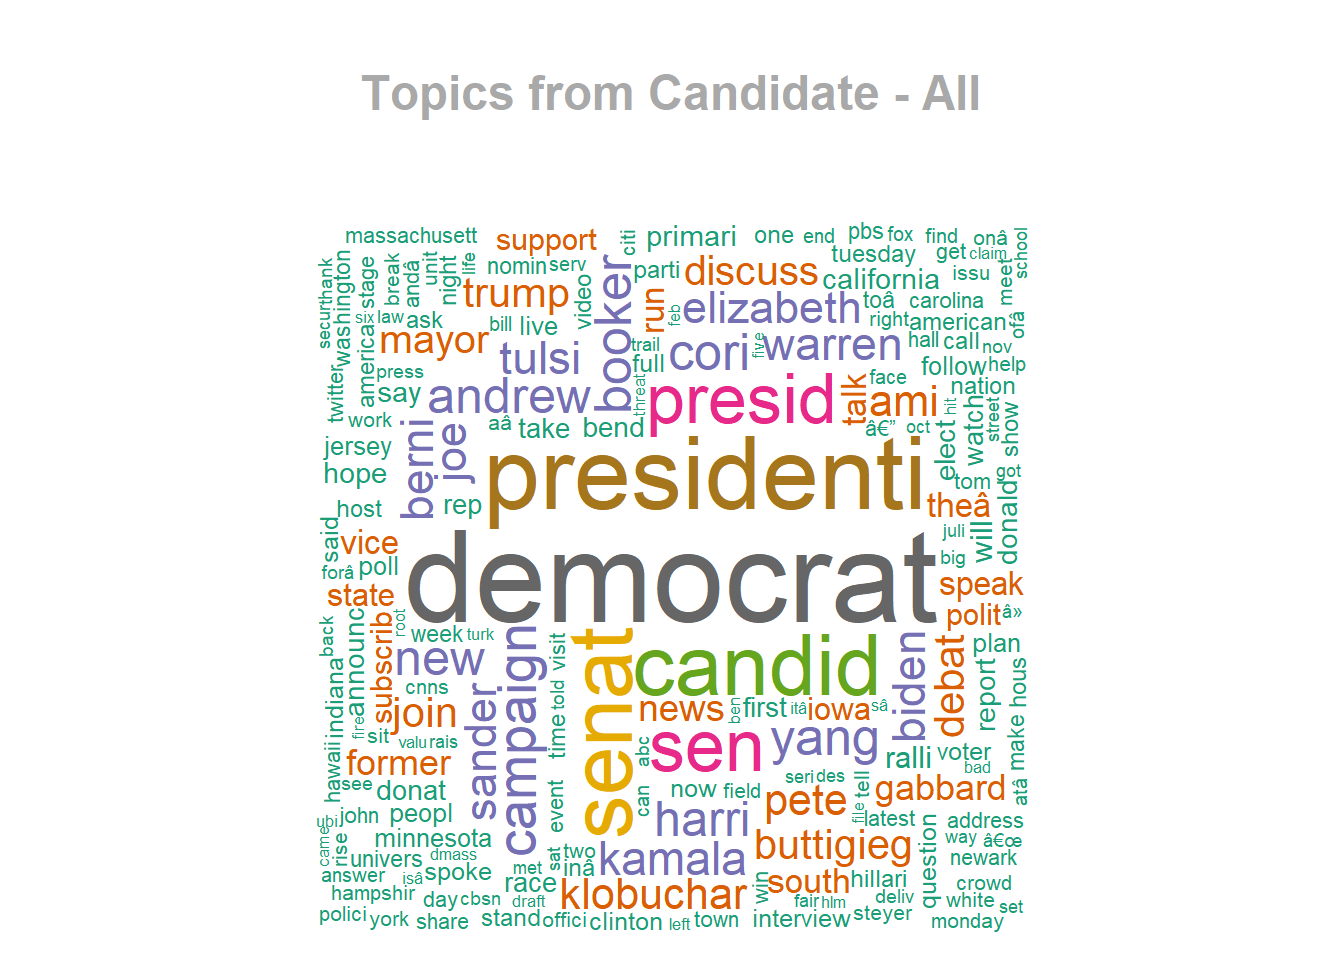 Topics from Candidate - All
massachusett support citi primari one end pbs fox find onâ
nomin serv parti discuss tuesday get claim school
thank secur washington stage break andâ unit night life
trump video booker run feb elizabeth california issu meet
toâ carolina ofâ
six law ask bill live right american
mayor tulsi trail full cori five warren hall call nov
twitter america press say andrew threat presid talk face follow help
ami nation hit street show
work aâ take bend â€” oct elect watch
jersey berni joe presidenti tom got
hope donald
host rep theâ
said vice democrat juli will
forâ poll big
state speak
back announc subscrib root week turk polit â»
new campaign senat visit candid biden debat plan
indiana cnns told report hous
fire join sander time news ben first itâ iowa sâ make
hawaii sit valu rais abc sen yang ralli voter
former bad
see donat event can now field seri des tell gabbard atâ
ubi john peopl harri pete file latest address
came rise minnesota buttigieg question way â€œ
univers dmass sat two kamala newark
answer isâ spoke met inâ south hillari crowd
hampshir day cbsn race draft klobuchar win fair hlm deliv white set
polici york share stand offici clinton left town interview steyer monday